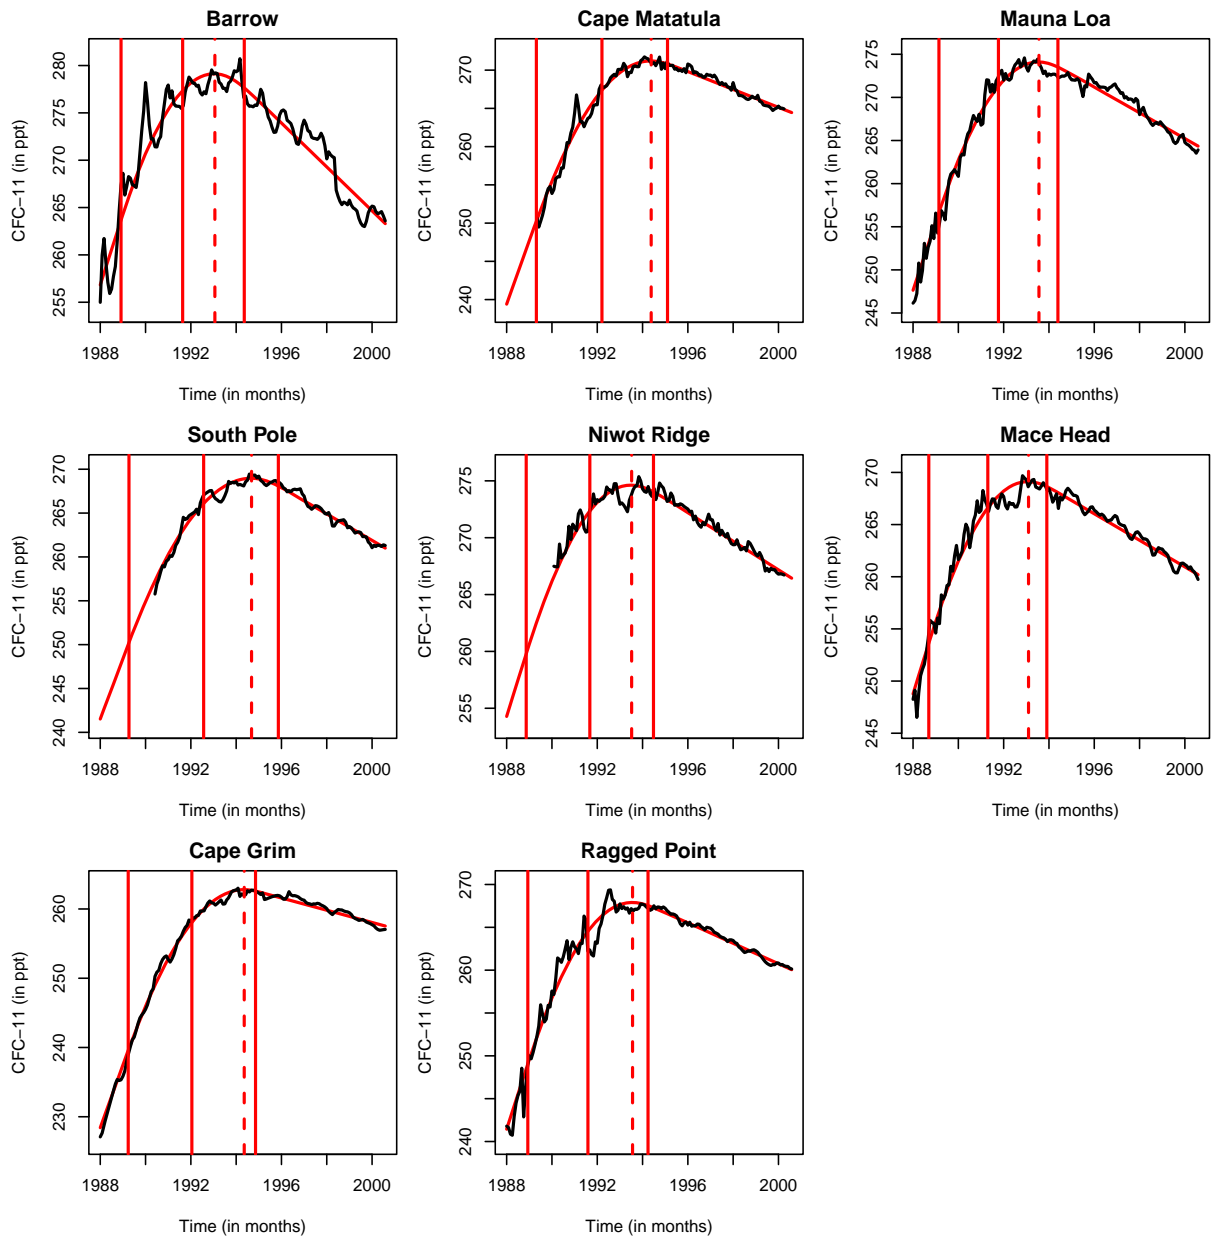 Barrow
CFC−11 (in ppt)
255 260 265 270 275 280
1988 1992 1996 2000
Time (in months)
Cape Matatula
CFC−11 (in ppt)
240 250 260 270
1988 1992 1996 2000
Time (in months)
Mauna Loa
CFC−11 (in ppt)
245 250 255 260 265 270 275
1988 1992 1996 2000
Time (in months)
South Pole
CFC−11 (in ppt)
240 245 250 255 260 265 270
1988 1992 1996 2000
Time (in months)
Niwot Ridge
CFC−11 (in ppt)
255 260 265 270 275
1988 1992 1996 2000
Time (in months)
Mace Head
CFC−11 (in ppt)
245 250 255 260 265 270
1988 1992 1996 2000
Time (in months)
Cape Grim
CFC−11 (in ppt)
230 240 250 260
1988 1992 1996 2000
Time (in months)
Ragged Point
CFC−11 (in ppt)
240 250 260 270
1988 1992 1996 2000
Time (in months)